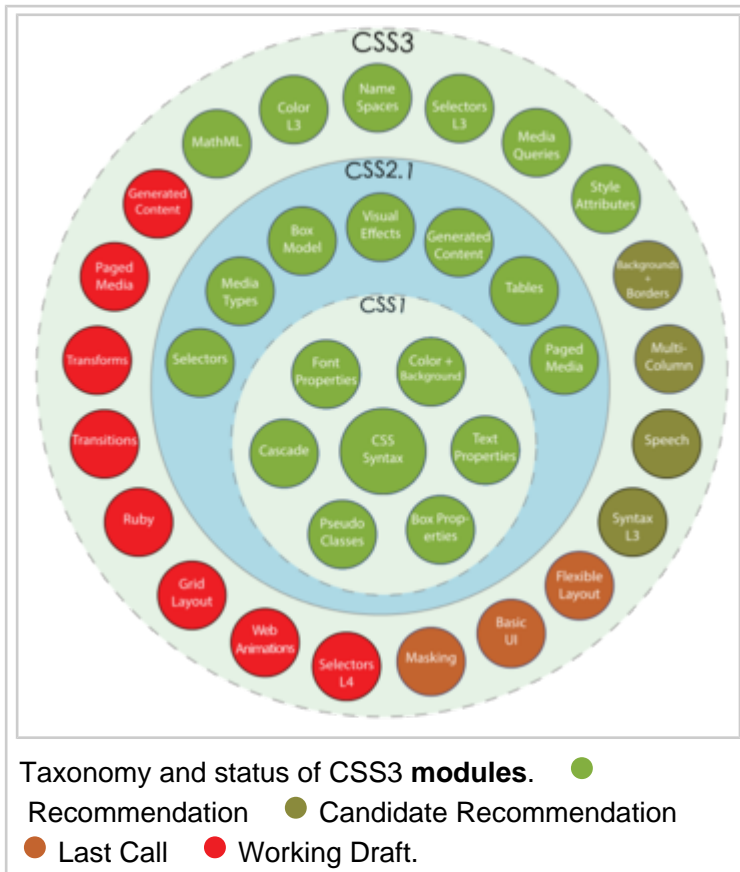 CSS3
Name
Spaces
Color
L3
Selectors
L3
MathML
Media
Queries
Style
Attributes
Generated
Content
Paged
Media
Transforms
Transitions
Ruby
Grid
Layout
Web
Animations
Selectors
L4
Masking
Basic
UI
Flexible
Layout
Syntax
L3
Speech
Multi-
Column
Backgrounds
+
Borders
CSS2.1
Visual
Effects
Box
Model
Generated
Content
Media
Types
Tables
Selectors
Paged
Media
CSS1
Font
Properties
Color +
Background
Cascade
CSS
Syntax
Text
Properties
Pseudo
Classes
Box Prop-
erties
Taxonomy and status of CSS3 modules.
Recommendation Candidate Recommendation
Last Call Working Draft.